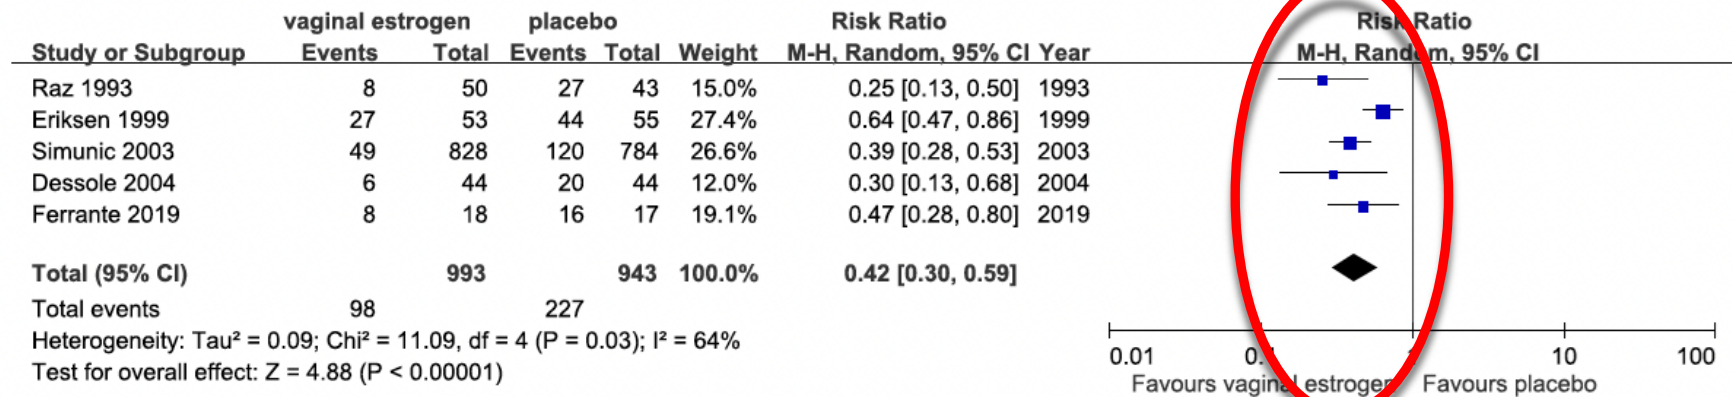 vaginal estrogen placebo Risk Ratio Risk Ratio
Study or Subgroup Events Total Events Total Weight M-H, Random, 95% CI Year M-H, Random, 95% CI
Raz 1993 8 50 27 43 15.0% 0.25 [0.13, 0.50] 1993
Eriksen 1999 27 53 44 55 27.4% 0.64 [0.47, 0.86] 1999
Simunic 2003 49 828 120 784 26.6% 0.39 [0.28, 0.53] 2003
Dessole 2004 6 44 20 44 12.0% 0.30 [0.13, 0.68] 2004
Ferrante 2019 8 18 16 17 19.1% 0.47 [0.28, 0.80] 2019
Total (95% CI) 993 943 100.0% 0.42 [0.30, 0.59]
Total events 98 227
Heterogeneity: Tau² = 0.09; Chi² = 11.09, df = 4 (P = 0.03); I² = 64%
Test for overall effect: Z = 4.88 (P < 0.00001)
0.01 0.1 1 10 100
Favours vaginal estrogen Favours placebo